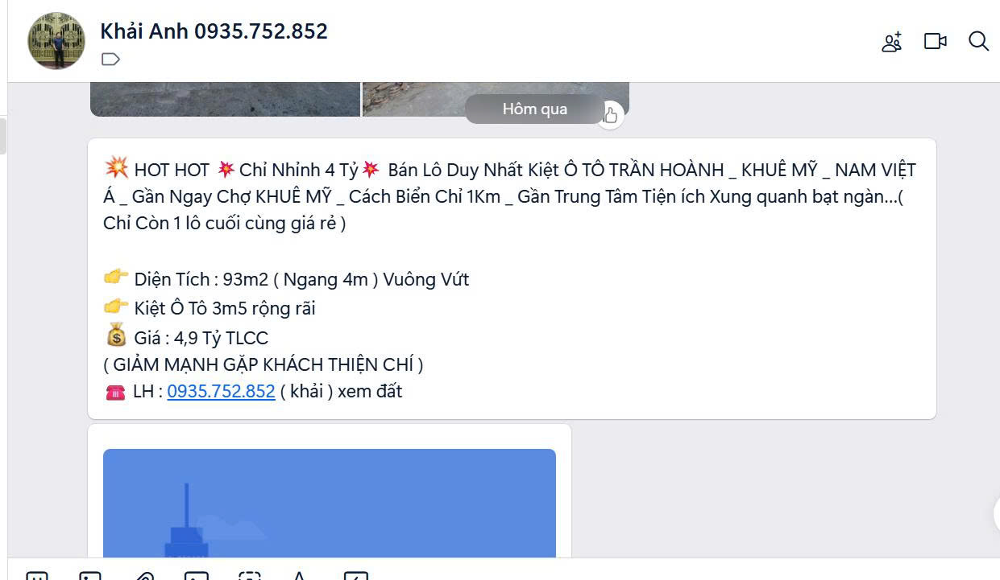 Khải Anh 0935.752.852
Hôm qua
💥 HOT HOT 💥 Chỉ Nhỉnh 4 Tỷ 💥 Bán Lô Duy Nhất Kiệt Ô TÔ TRẦN HOÀNH _ KHUÊ MỸ _ NAM VIỆT
Á _ Gần Ngay Chợ KHUÊ MỸ _ Cách Biển Chỉ 1Km _ Gần Trung Tâm Tiện ích Xung quanh bạt ngàn...(
Chỉ Còn 1 lô cuối cùng giá rẻ )
👉 Diện Tích : 93m2 ( Ngang 4m ) Vuông Vứt
👉 Kiệt Ô Tô 3m5 rộng rãi
💰 Giá : 4,9 Tỷ TLCC
( GIẢM MẠNH GẶP KHÁCH THIỆN CHÍ )
☎️ LH : 0935.752.852 ( khải ) xem đất